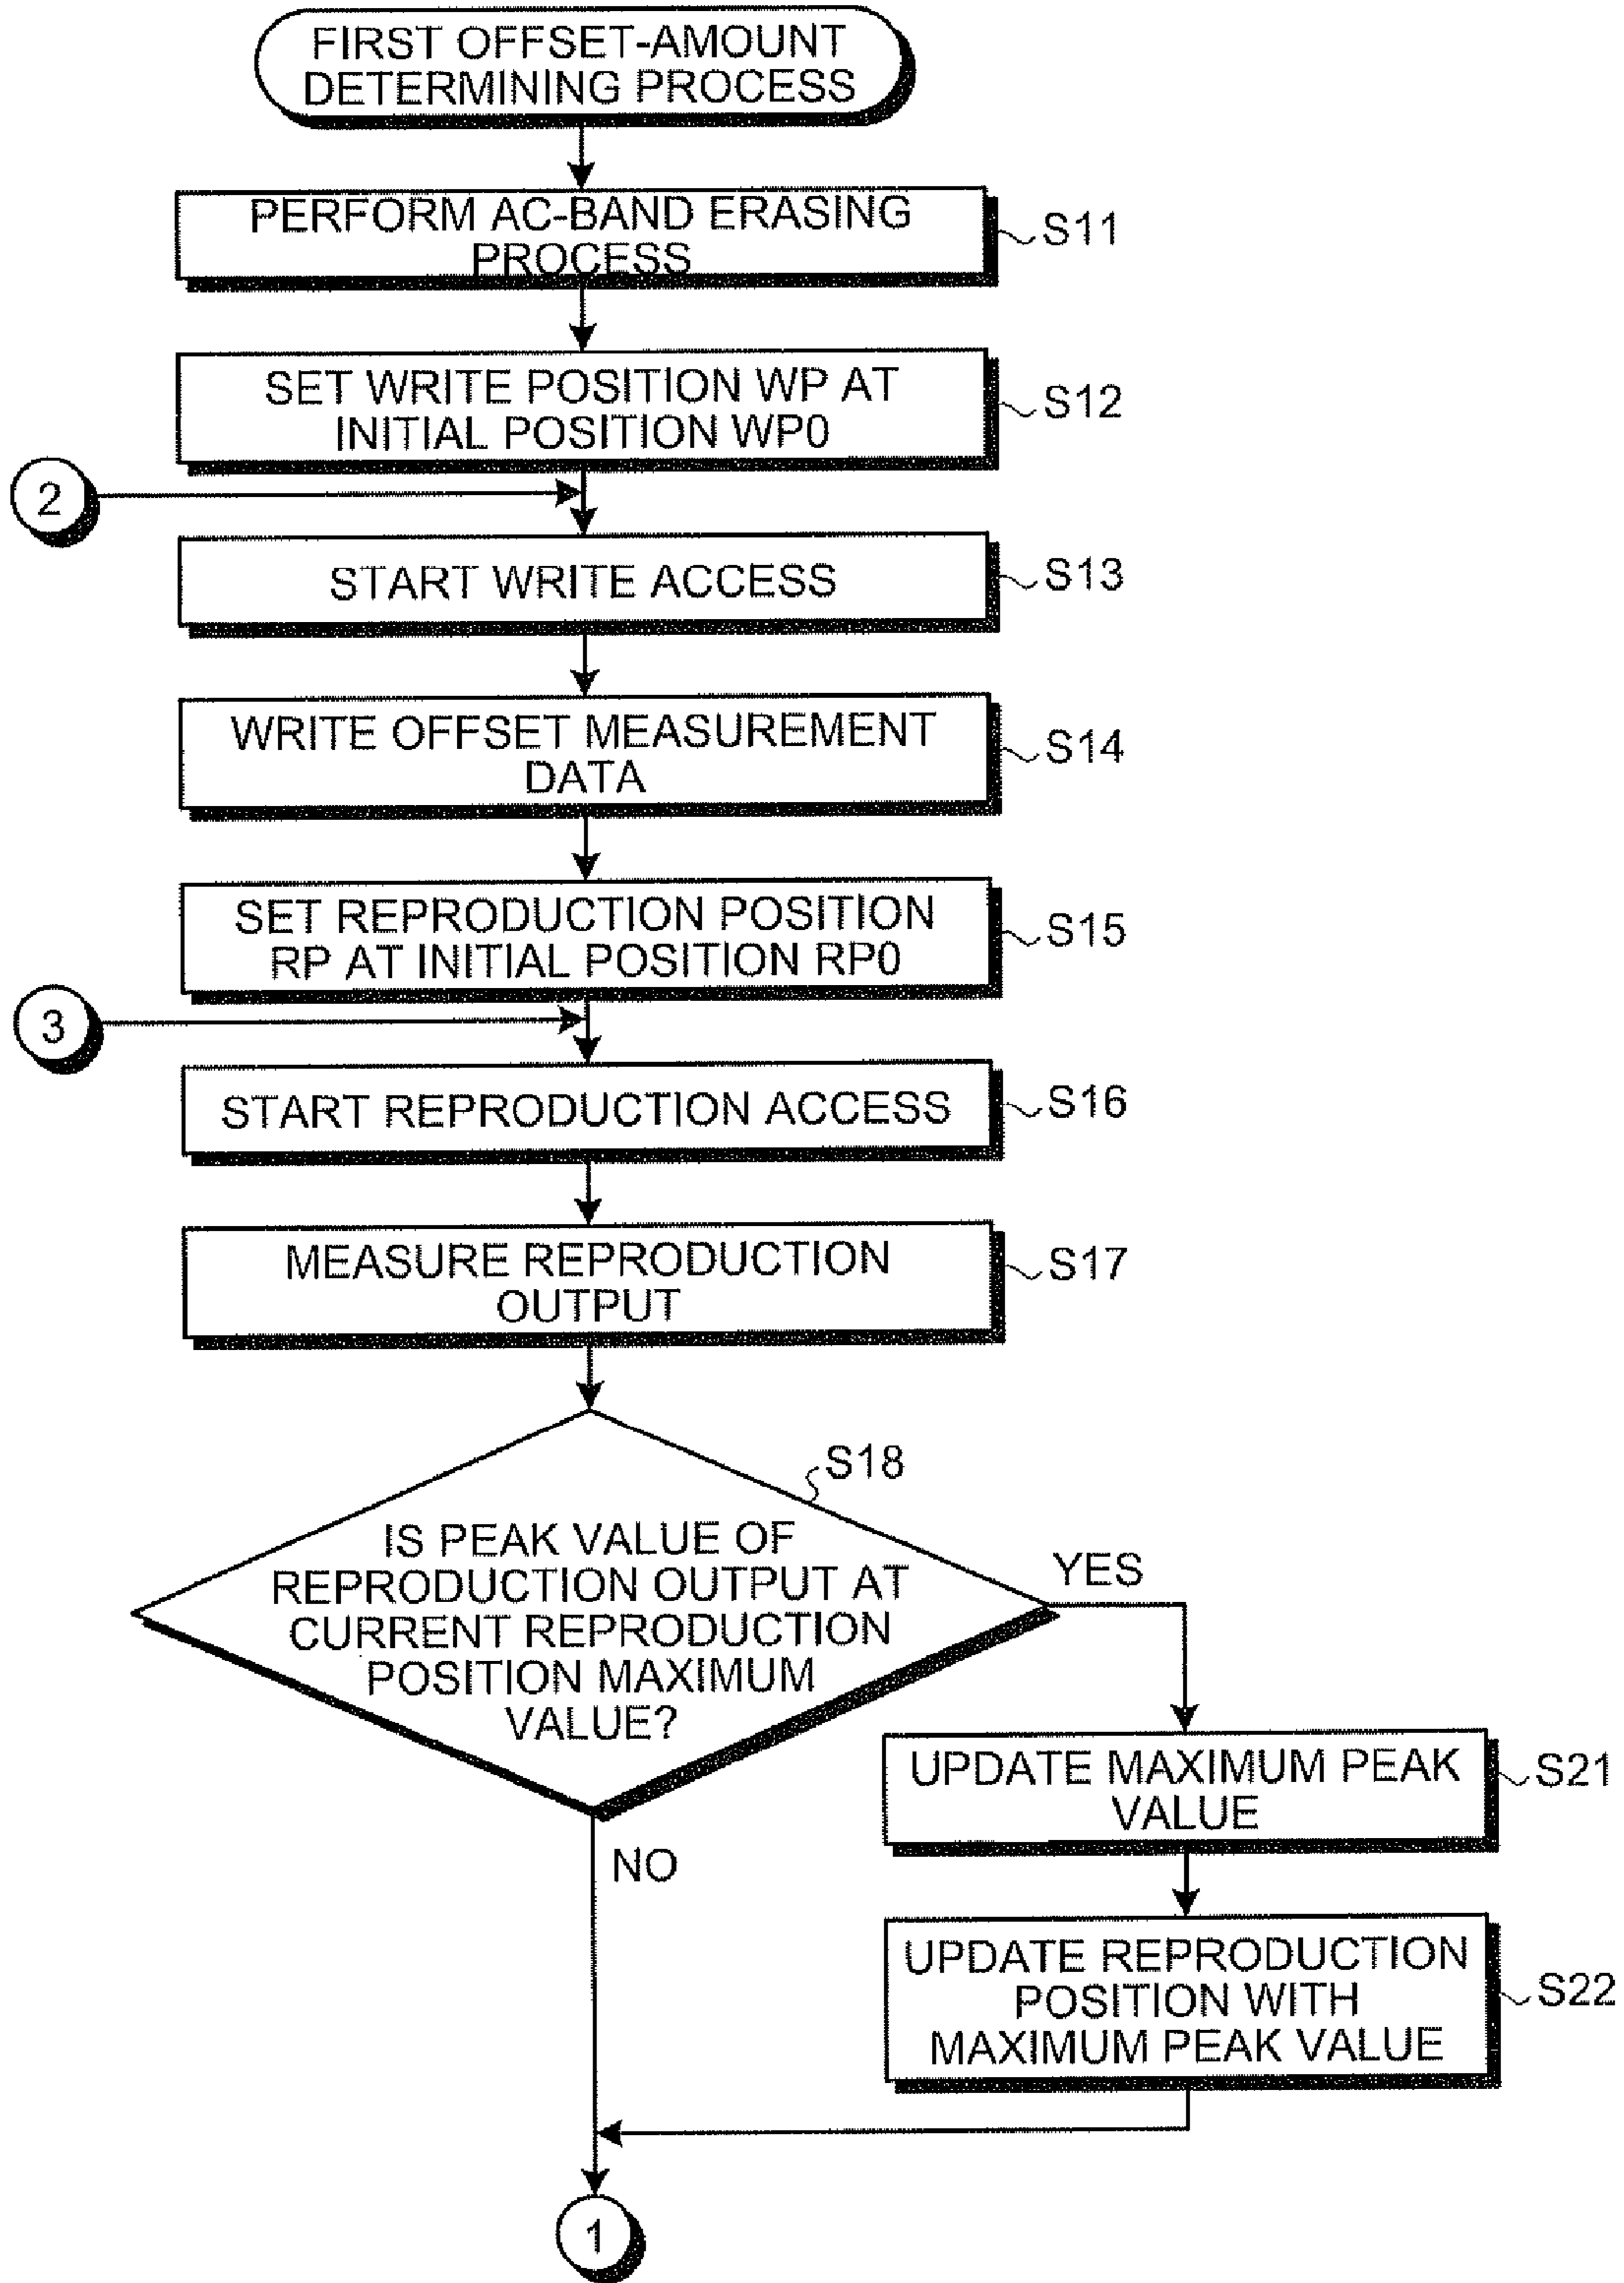 FIRST OFFSET-AMOUNT
DETERMINING PROCESS
PERFORM AC-BAND ERASING
PROCESS
S11
SET WRITE POSITION WP AT
INITIAL POSITION WP0
S12
2
START WRITE ACCESS
S13
WRITE OFFSET MEASUREMENT
DATA
S14
SET REPRODUCTION POSITION
RP AT INITIAL POSITION RP0
S15
3
START REPRODUCTION ACCESS
S16
MEASURE REPRODUCTION
OUTPUT
S17
S18
IS PEAK VALUE OF
REPRODUCTION OUTPUT AT
CURRENT REPRODUCTION
POSITION MAXIMUM
VALUE?
YES
UPDATE MAXIMUM PEAK
VALUE
S21
NO
UPDATE REPRODUCTION
POSITION WITH
MAXIMUM PEAK VALUE
S22
1